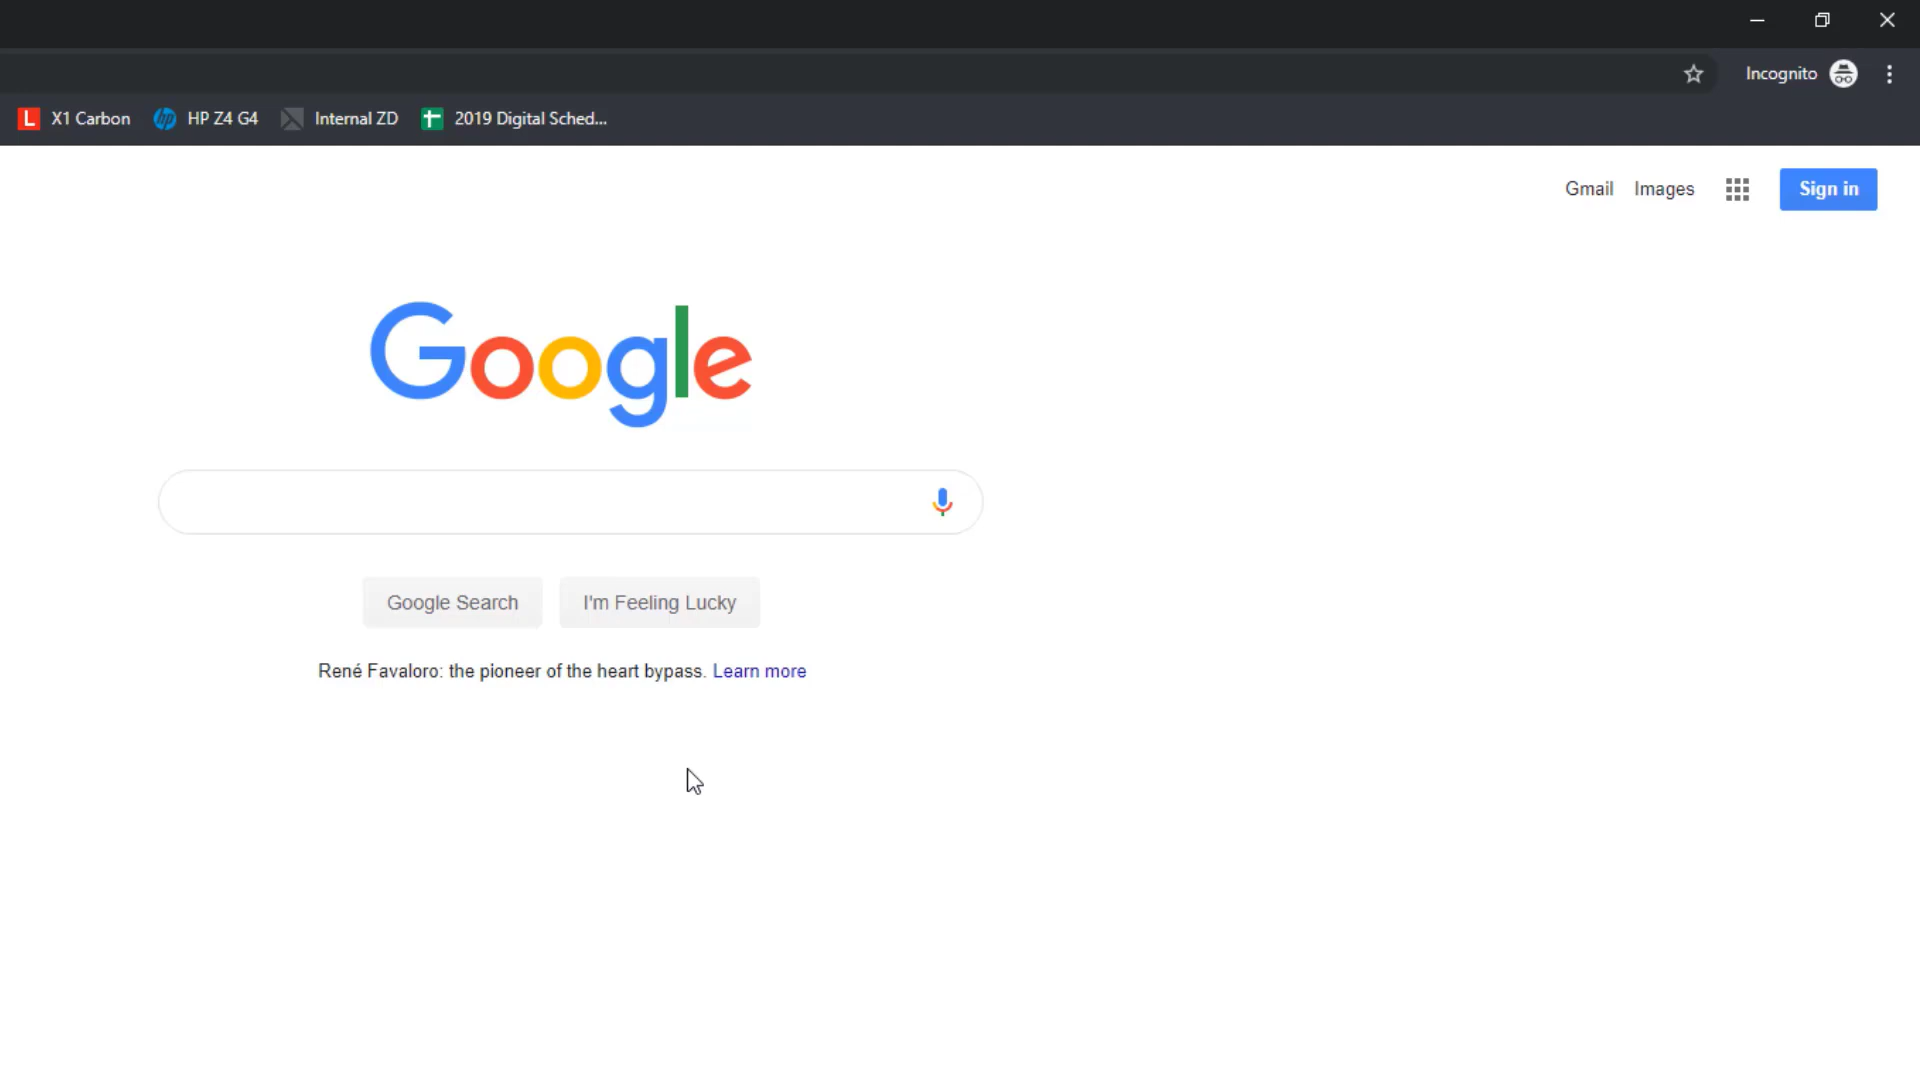 Incognito
L X1 Carbon hp HP Z4 G4 Internal ZD 2019 Digital Sched...
Gmail Images Sign in
Google
Google Search I'm Feeling Lucky
René Favaloro: the pioneer of the heart bypass. Learn more